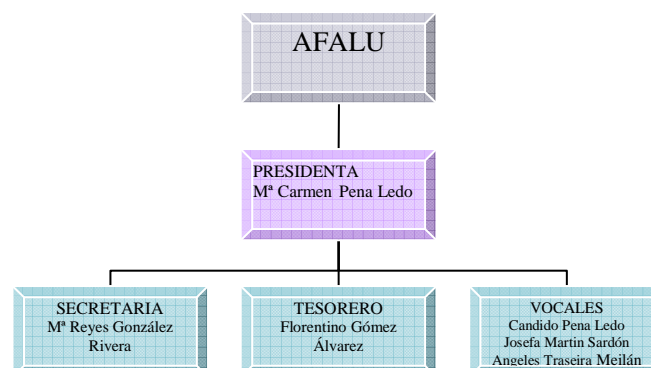 AFALU
PRESIDENTA
Mª Carmen Pena Ledo
SECRETARIA
Mª Reyes González
Rivera
TESORERO
Florentino Gómez
Álvarez
VOCALES
Candido Pena Ledo
Josefa Martin Sardón
Angeles Traseira Meilán